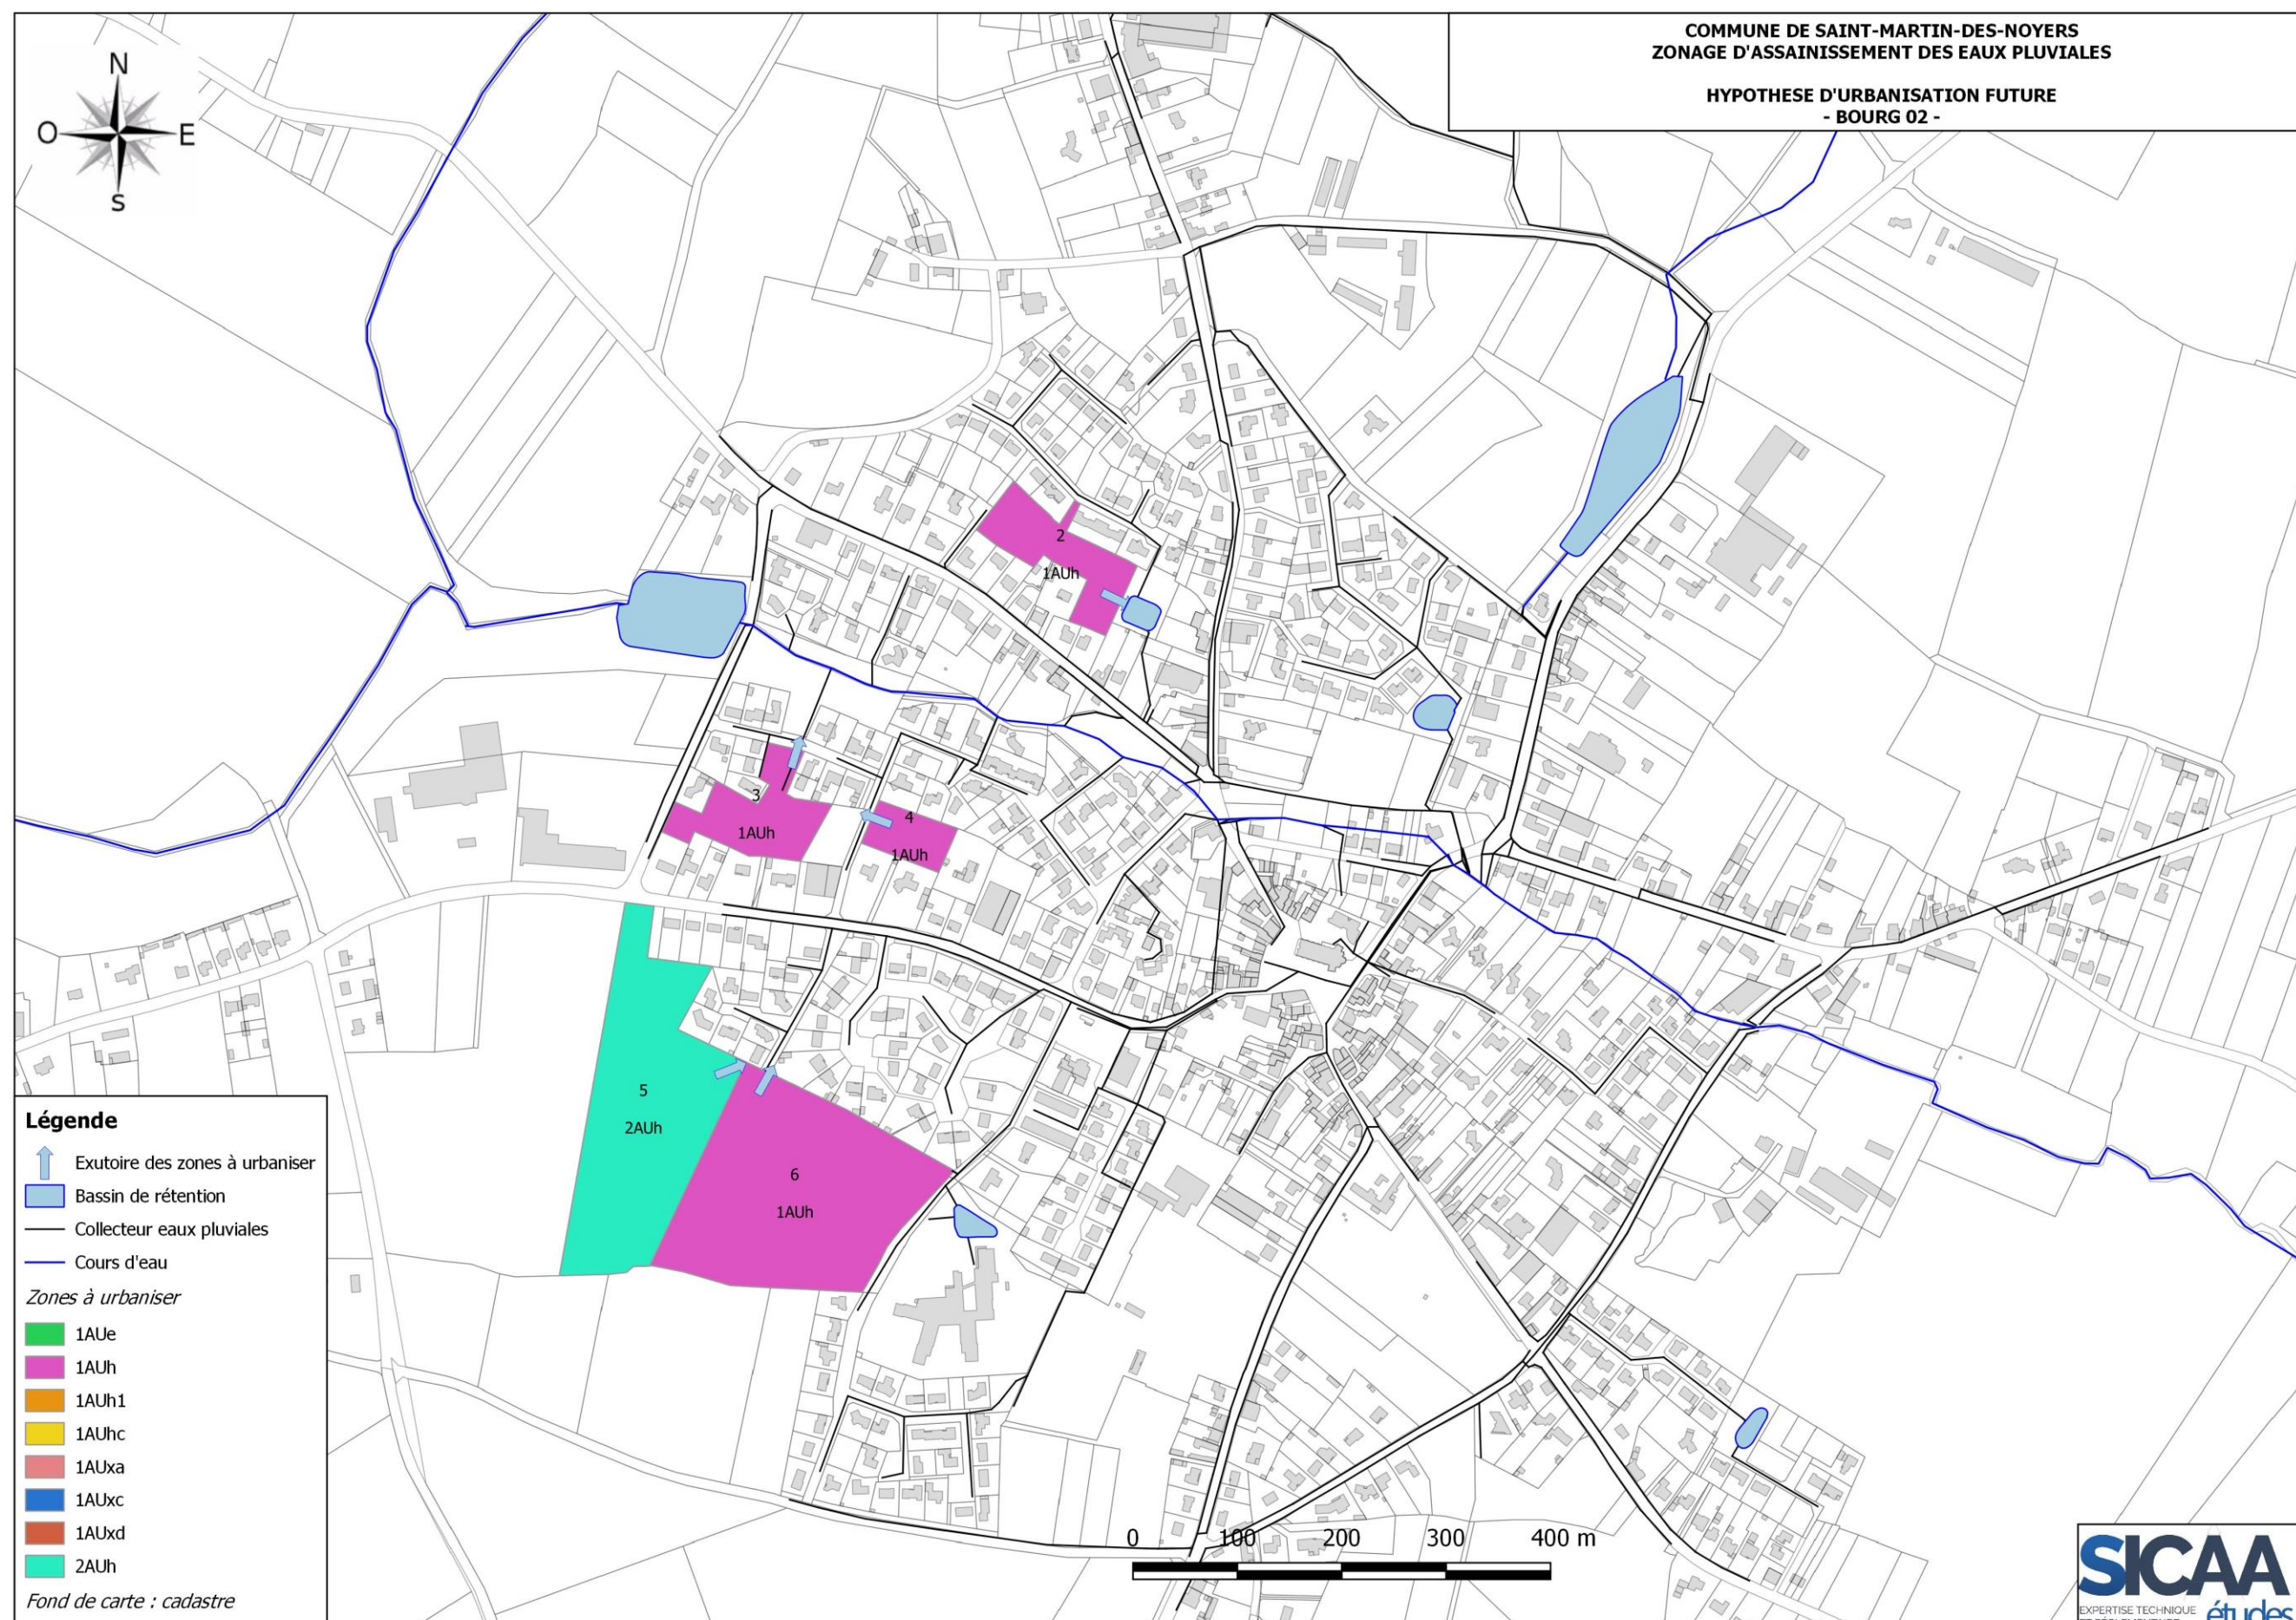 COMMUNE DE SAINT-MARTIN-DES-NOYERS
ZONAGE D'ASSAINISSEMENT DES EAUX PLUVIALES
HYPOTHESE D'URBANISATION FUTURE
- BOURG 02 -
N
O
E
S
2
1AUh
3
1AUh
4
1AUh
5
2AUh
6
1AUh
Légende
Exutoire des zones à urbaniser
Bassin de rétention
Collecteur eaux pluviales
Cours d'eau
Zones à urbaniser
1AUe
1AUh
1AUh1
1AUhc
1AUxa
1AUxc
1AUxd
2AUh
Fond de carte : cadastre
0 100 200 300 400 m
SICAA
EXPERTISE TECHNIQUE
études